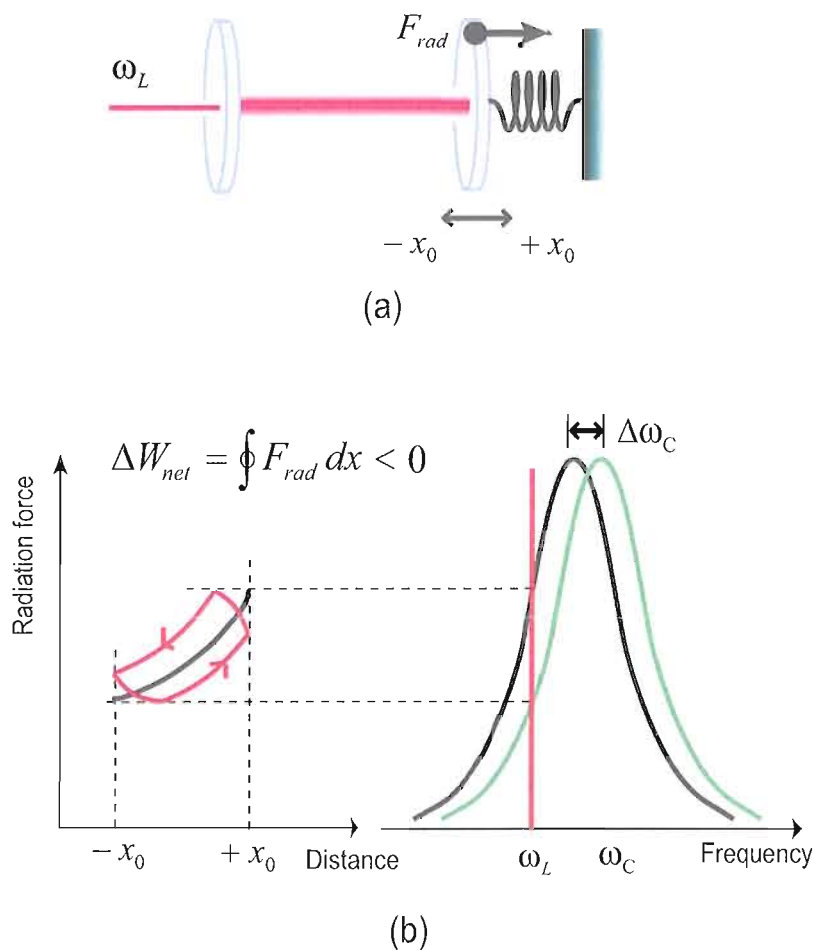 F_rad
ω_L
− x_0 + x_0
(a)
ΔW_net = ∮ F_rad dx < 0
Δω_C
Radiation force
− x_0 + x_0 Distance
ω_L ω_C Frequency
(b)